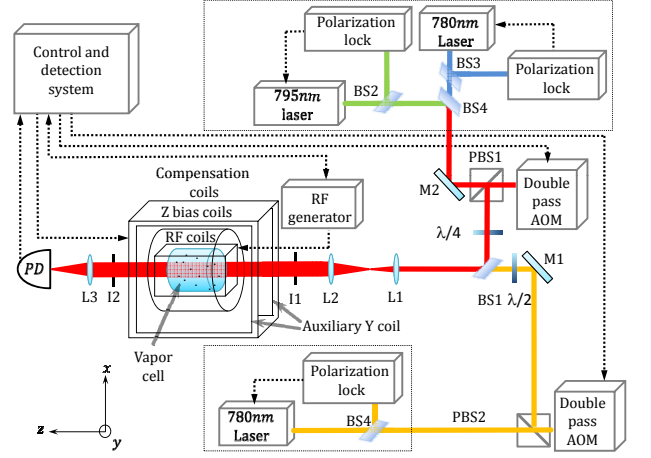 Control and
detection
system
Polarization
lock
780nm
Laser
Polarization
lock
BS3
BS2
BS4
795nm
laser
PBS1
M2
Double
pass
AOM
Compensation
coils
Z bias coils
RF coils
RF
generator
λ/4
M1
PD
L3
I2
I1
L2
L1
BS1
λ/2
Auxiliary Y coil
Vapor
cell
x
z
y
Polarization
lock
780nm
Laser
BS4
PBS2
Double
pass
AOM